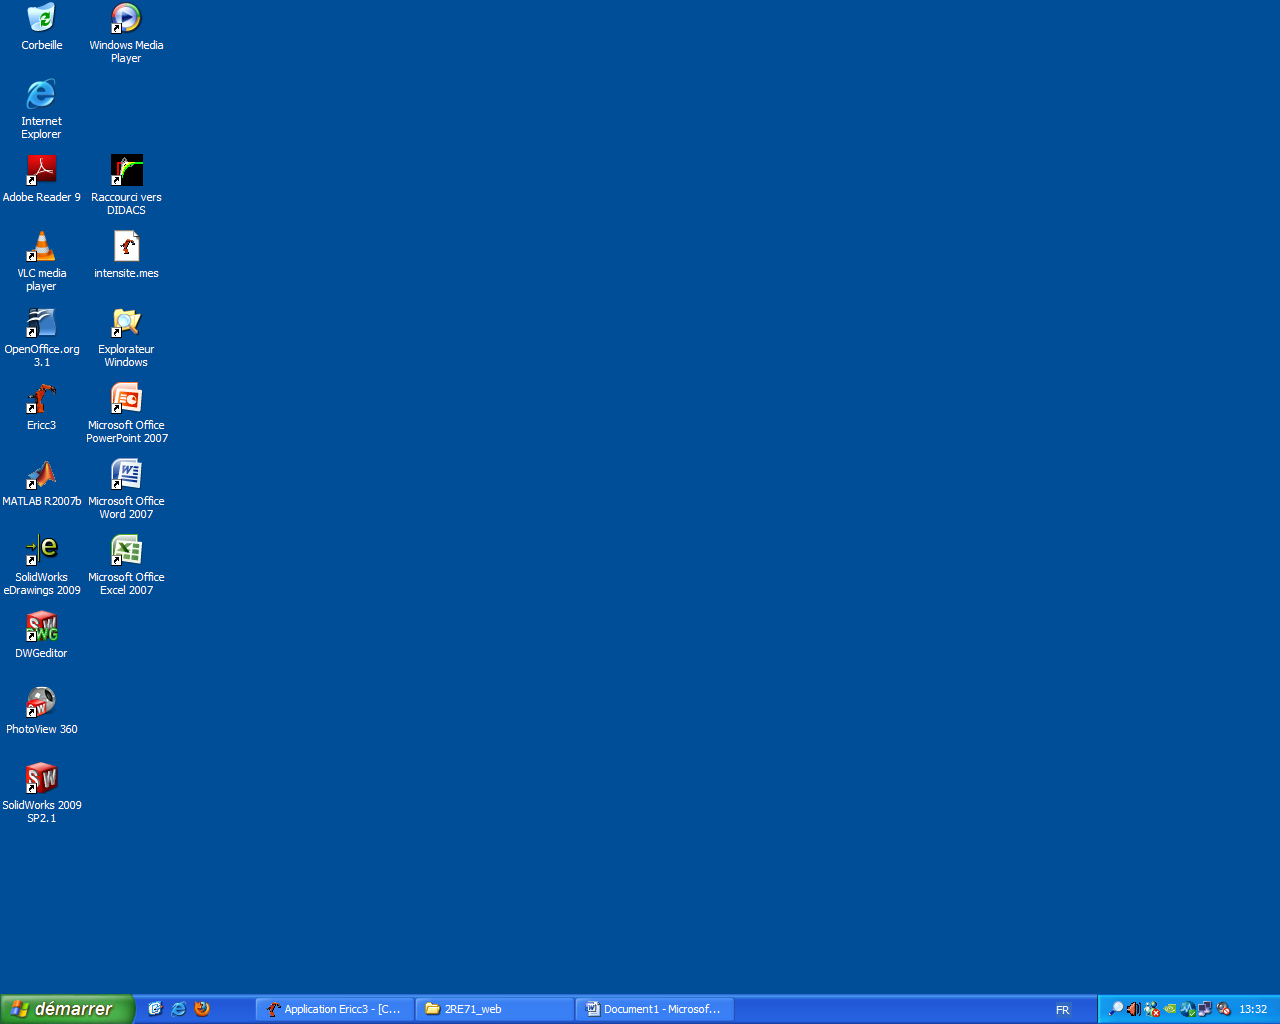 Corbeille
Windows Media
Player
Internet
Explorer
Adobe Reader 9
Raccourci vers
DIDACS
VLC media
player
intensite.mes
OpenOffice.org
3.1
Explorateur
Windows
Ericc3
Microsoft Office
PowerPoint 2007
MATLAB R2007b
Microsoft Office
Word 2007
SolidWorks
eDrawings 2009
Microsoft Office
Excel 2007
DWGeditor
PhotoView 360
SolidWorks 2009
SP2.1
démarrer
Application Ericc3 - [C...
2RE71_web
Document1 - Microsof...
FR
13:32